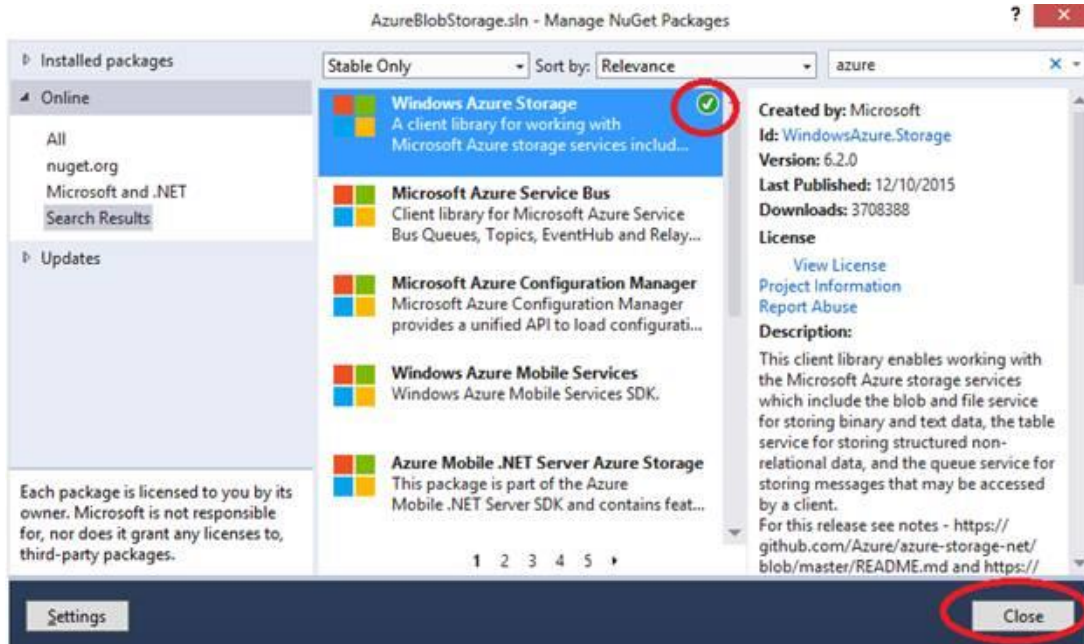 AzureBlobStorage.sln - Manage NuGet Packages
?
Installed packages
Online
All
nuget.org
Microsoft and .NET
Search Results
Updates
Each package is licensed to you by its
owner. Microsoft is not responsible
for, nor does it grant any licenses to,
third-party packages.
Stable Only
Sort by: Relevance
azure
Windows Azure Storage
A client library for working with
Microsoft Azure storage services includ...
Microsoft Azure Service Bus
Client library for Microsoft Azure Service
Bus Queues, Topics, EventHub and Relay...
Microsoft Azure Configuration Manager
Microsoft Azure Configuration Manager
provides a unified API to load configurati...
Windows Azure Mobile Services
Windows Azure Mobile Services SDK.
Azure Mobile .NET Server Azure Storage
This package is part of the Azure
Mobile .NET Server SDK and contains feat...
1 2 3 4 5
Created by: Microsoft
Id: WindowsAzure.Storage
Version: 6.2.0
Last Published: 12/10/2015
Downloads: 3708388
License
View License
Project Information
Report Abuse
Description:
This client library enables working with
the Microsoft Azure storage services
which include the blob and file service
for storing binary and text data, the table
service for storing structured non-
relational data, and the queue service for
storing messages that may be accessed
by a client.
For this release see notes - https://
github.com/Azure/azure-storage-net/
blob/master/README.md and https://
Settings
Close